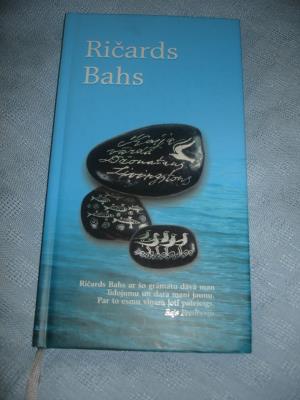 Ričards
Bahs
Kaija
vārdā
Džonatans
Livingstons
Ričards Bahs ar šo grāmatu dāvā man
lidojumu un dara mani jaunu.
Par to esmu viņam ļoti pateicīgs.